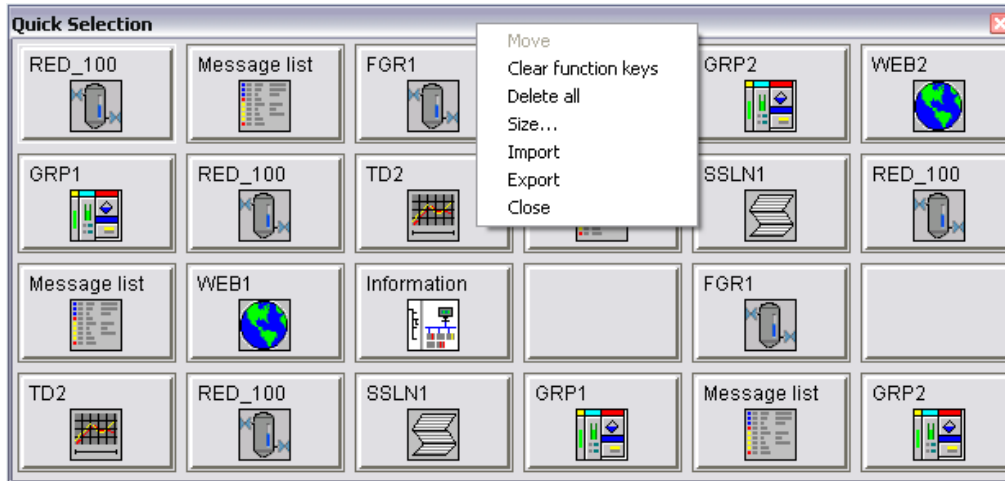 Quick Selection
RED_100
Message list
FGR1
GRP2
WEB2
Move
Clear function keys
Delete all
Size...
Import
Export
Close
GRP1
RED_100
TD2
SSLN1
RED_100
Message list
WEB1
Information
FGR1
TD2
RED_100
SSLN1
GRP1
Message list
GRP2